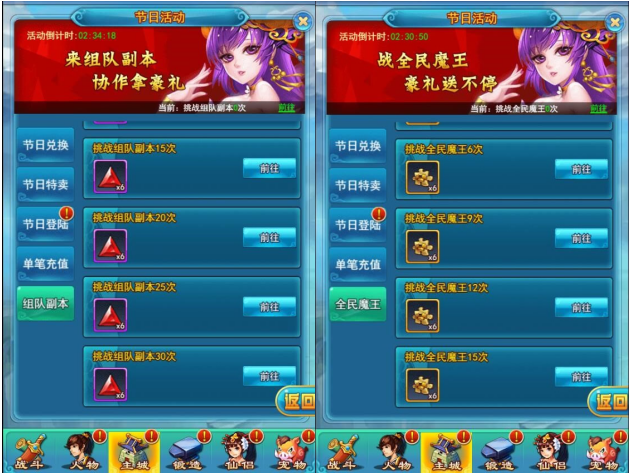 节日活动
活动倒计时:02:34:18
来组队副本
协作拿豪礼
当前：挑战组队副本0次
前往
节日兑换
节日特卖
节日登陆
单笔充值
组队副本
挑战组队副本15次
x6
前往
挑战组队副本20次
x6
前往
挑战组队副本25次
x6
前往
挑战组队副本30次
x6
前往
返回
战斗
人物
主城
锻造
仙侣
宠物
节日活动
活动倒计时:02:30:50
战全民魔王
豪礼送不停
当前：挑战全民魔王0次
前往
节日兑换
节日特卖
节日登陆
单笔充值
全民魔王
挑战全民魔王6次
x6
前往
挑战全民魔王9次
x6
前往
挑战全民魔王12次
x6
前往
挑战全民魔王15次
x6
前往
返回
战斗
人物
主城
锻造
仙侣
宠物